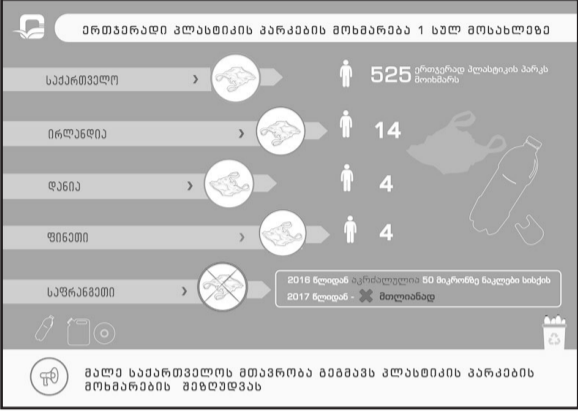 ერთჯერადი პლასტიკის პარკების მოხმარება 1 სულ მოსახლეზე
საქართველო
525 ერთჯერად პლასტიკის პარკს
მოიხმარს
ირლანდია
14
დანია
4
ფინეთი
4
საფრანგეთი
2016 წლიდან აკრძალულია 50 მიკრონზე ნაკლები სისქის
2017 წლიდან - მთლიანად
მალე საქართველოს მთავრობა გეგმავს პლასტიკის პარკების
მოხმარების შეზღუდვას